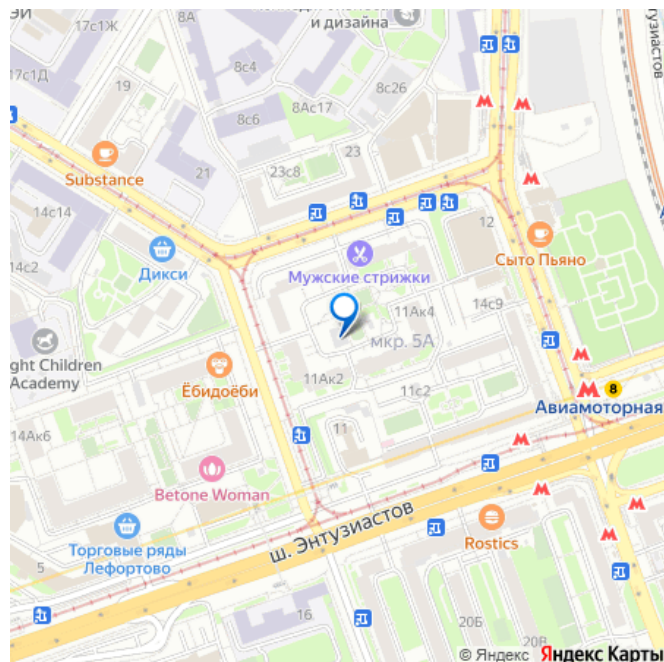 и дизайна
17с1Ж
8А
17с1Д
19
8с4
8с26
8Ас17
8с6
23
21
23с8
Substance
14с14
12
Дикси
Сыто Пьяно
14с2
Мужские стрижки
11Ак4
14с9
мкр. 5А
ght Children
Academy
Ёбидоёби
11Ак2
11с2
8
Авиамоторная
14Ак6
11
Betone Woman
ш. Энтузиастов
Торговые ряды
Лефортово
Rostics
5
16
20Б
20В
© Яндекс Яндекс Карты